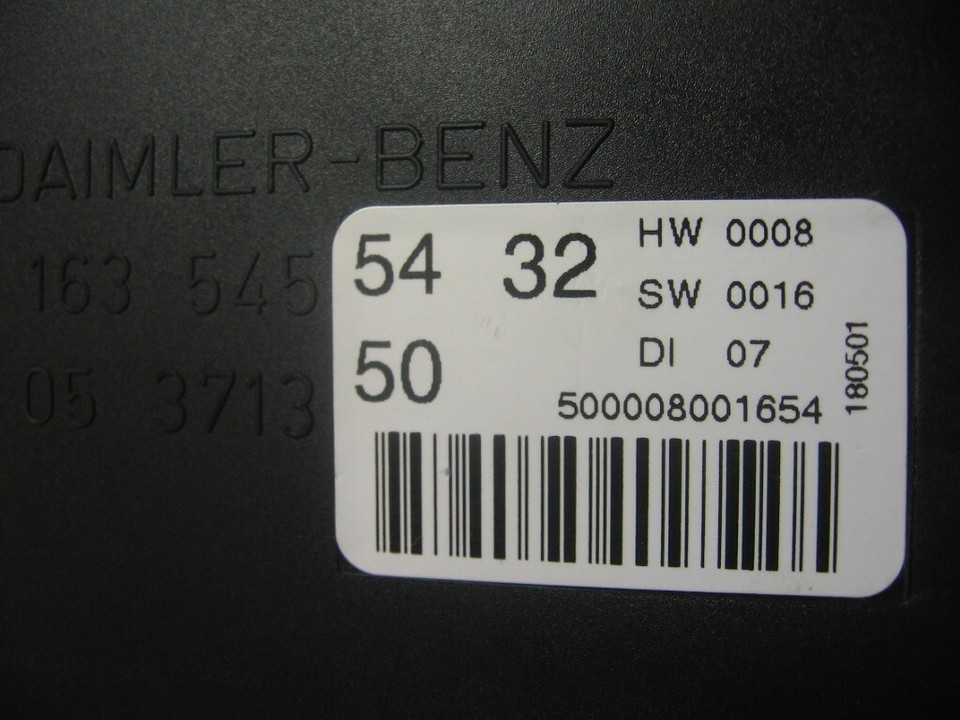 DAIMLER-BENZ
163 545
05 3713
54 32
50
HW 0008
SW 0016
DI 07
500008001654
180501